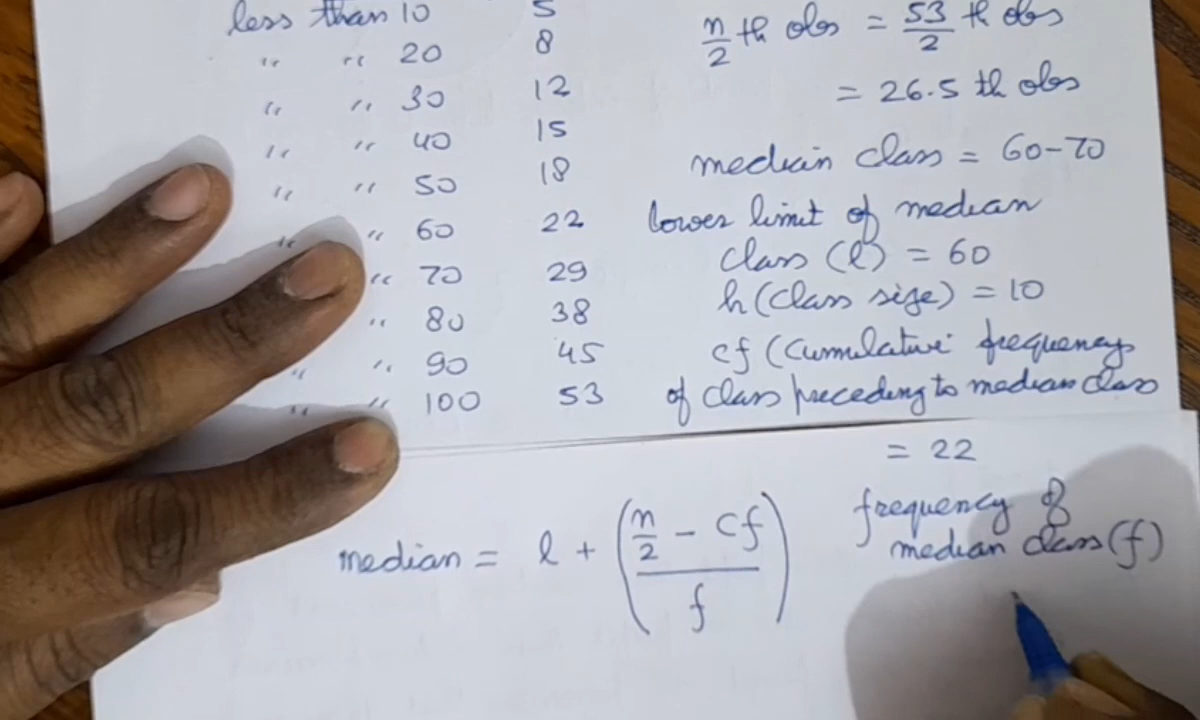 less than 10 5
" " 20 8
" " 30 12
" " 40 15
" " 50 18
" " 60 22
" 70 29
" 80 38
" " 90 45
" " 100 53
n/2 th obs = 53/2 th obs
= 26.5 th obs
median class = 60-70
lower limit of median
class (l) = 60
h (class size) = 10
cf (Cumulative frequency
of class preceding to median class
= 22
frequency of
median class (f)
median = l + ((n/2 - cf)/f)